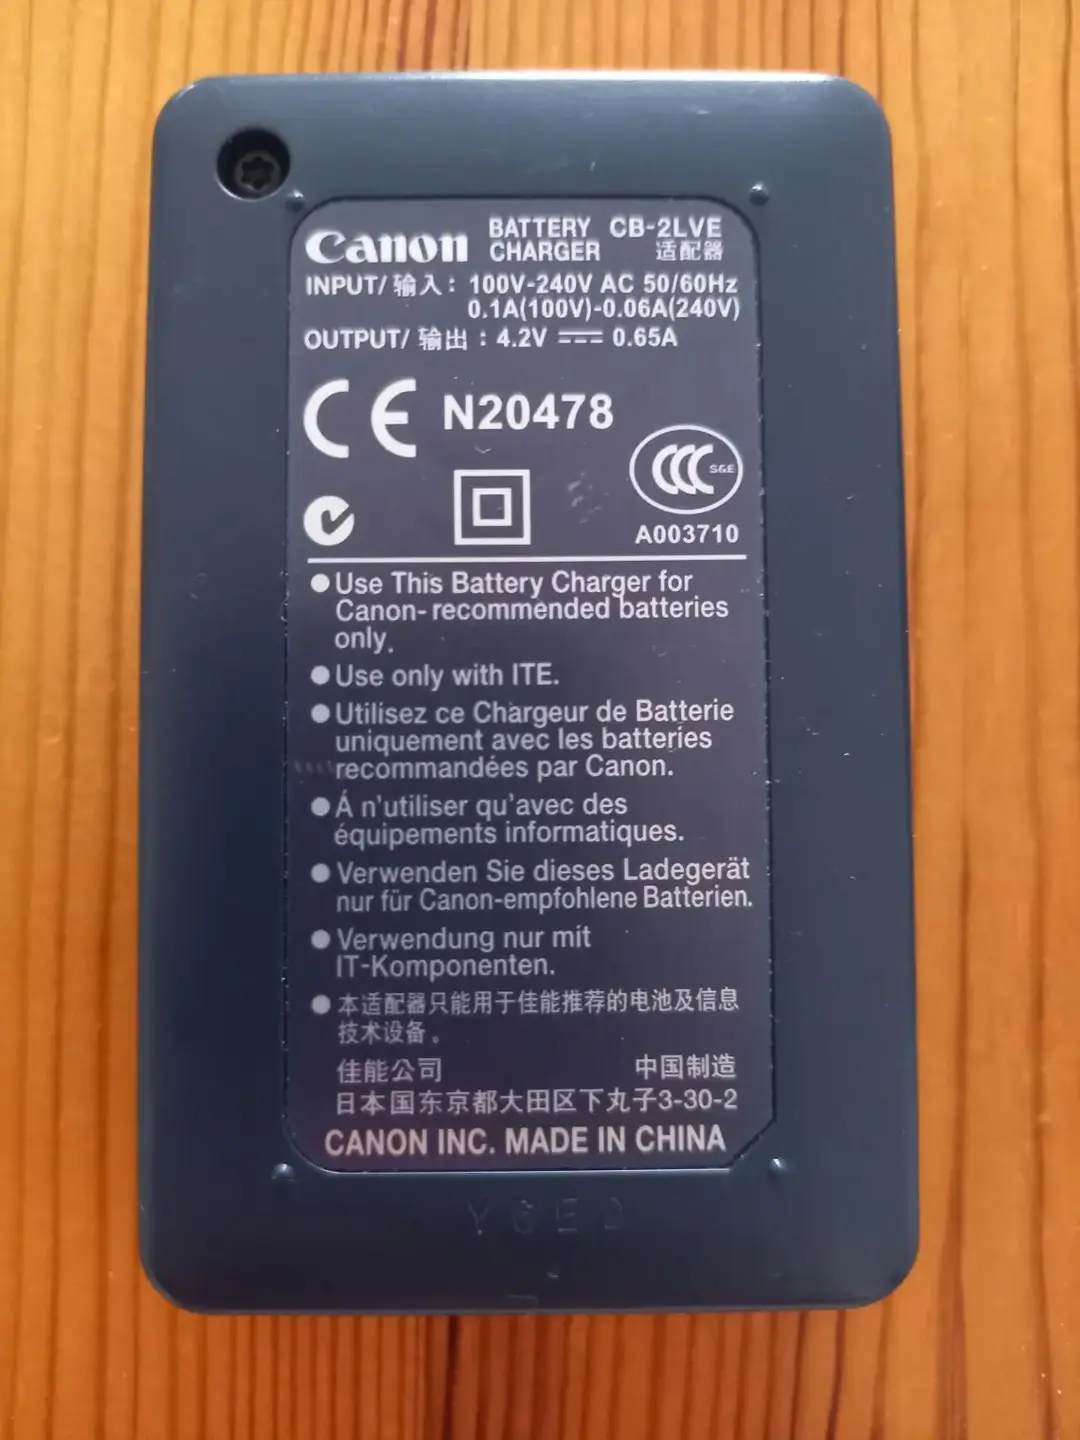 Canon BATTERY CHARGER CB-2LVE 适配器
INPUT/ 输入 : 100V-240V AC 50/60Hz
0.1A(100V)-0.06A(240V)
OUTPUT/ 输出 : 4.2V ⎓ 0.65A
CE N20478
CCC S&E
A003710
● Use This Battery Charger for
Canon- recommended batteries
only.
● Use only with ITE.
● Utilisez ce Chargeur de Batterie
uniquement avec les batteries
recommandées par Canon.
● Á n'utiliser qu'avec des
équipements informatiques.
● Verwenden Sie dieses Ladegerät
nur für Canon-empfohlene Batterien.
● Verwendung nur mit
IT-Komponenten.
● 本适配器只能用于佳能推荐的电池及信息
技术设备。
佳能公司 中国制造
日本国东京都大田区下丸子3-30-2
CANON INC. MADE IN CHINA